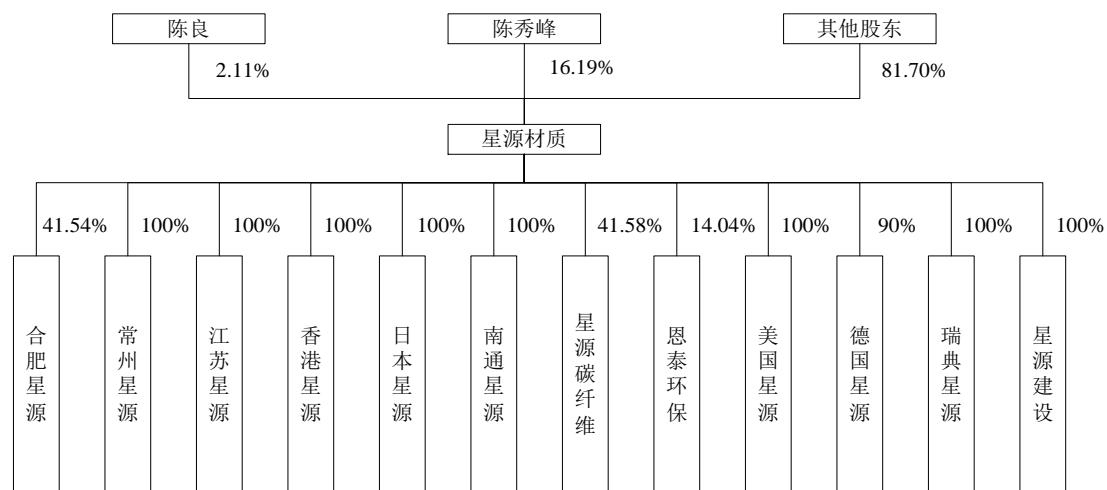 陈良
陈秀峰
其他股东
2.11%
16.19%
81.70%
星源材质
41.54%
100%
100%
100%
100%
100%
41.58%
14.04%
100%
90%
100%
100%
合肥星源
常州星源
江苏星源
香港星源
日本星源
南通星源
星源碳纤维
恩泰环保
美国星源
德国星源
瑞典星源
星源建设